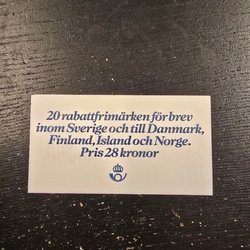 20 rabattfrimärken för brev
inom Sverige och till Danmark,
Finland, Island och Norge.
Pris 28 kronor